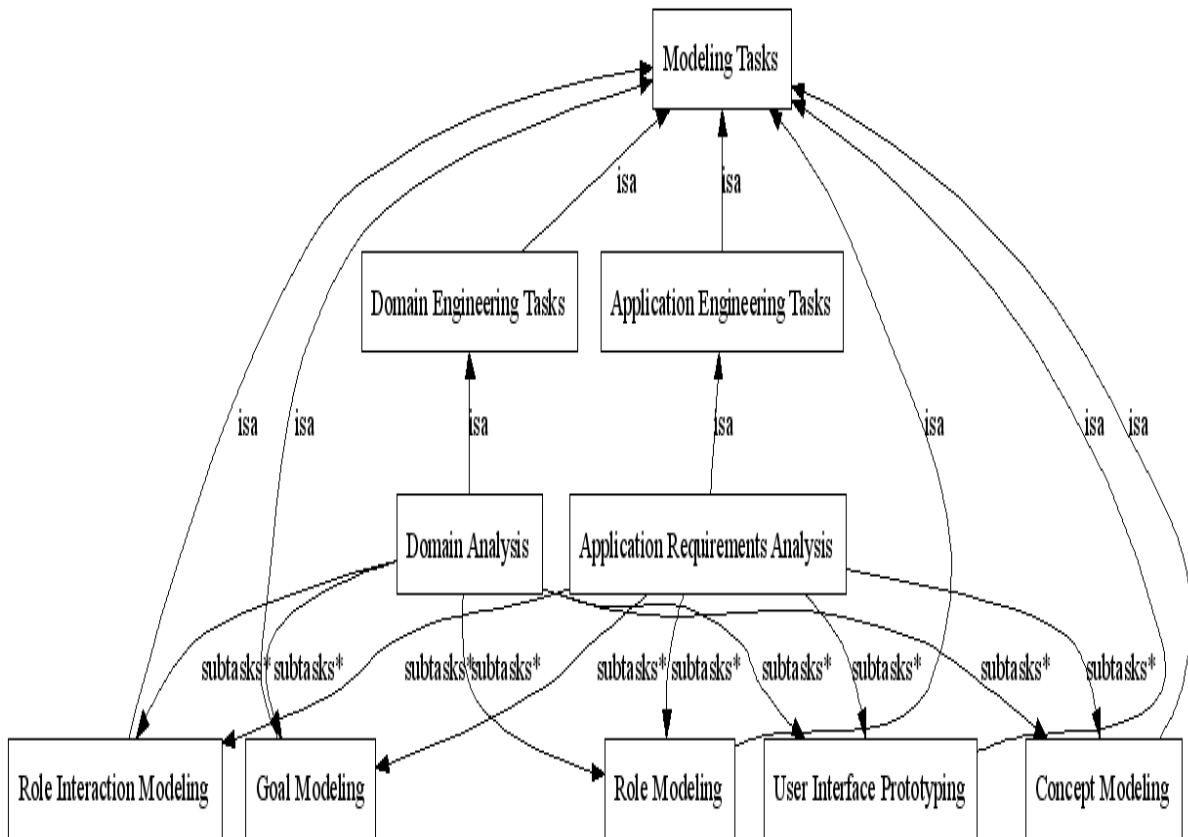 Modeling Tasks
isa
isa
Domain Engineering Tasks
Application Engineering Tasks
isa
isa
isa
isa
isa
isa
isa
Domain Analysis
Application Requirements Analysis
subtasks*
subtasks*
subtasks*
subtasks*
subtasks*
subtasks*
subtasks*
subtasks*
subtasks*
subtasks*
Role Interaction Modeling
Goal Modeling
Role Modeling
User Interface Prototyping
Concept Modeling